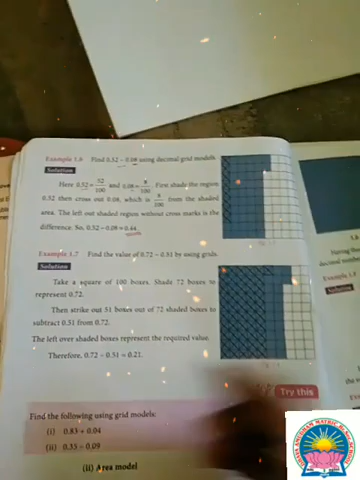 Example 1.6 Find 0.52 − 0.08 using decimal grid models.
Solution
Here 0.52 = 52/100 and 0.08 = 8/100. First shade the region
0.52 then cross out 0.08, which is 8/100 from the shaded
area. The left out shaded region without cross marks is the
difference. So, 0.52 − 0.08 = 0.44.
Example 1.7 Find the value of 0.72 − 0.51 by using grids.
Solution
Take a square of 100 boxes. Shade 72 boxes to
represent 0.72.
Then strike out 51 boxes out of 72 shaded boxes to
subtract 0.51 from 0.72.
The left over shaded boxes represent the required value.
Therefore, 0.72 − 0.51 = 0.21.
Try this
Find the following using grid models:
(i) 0.83 + 0.04
(ii) 0.35 − 0.09
(ii) Area model